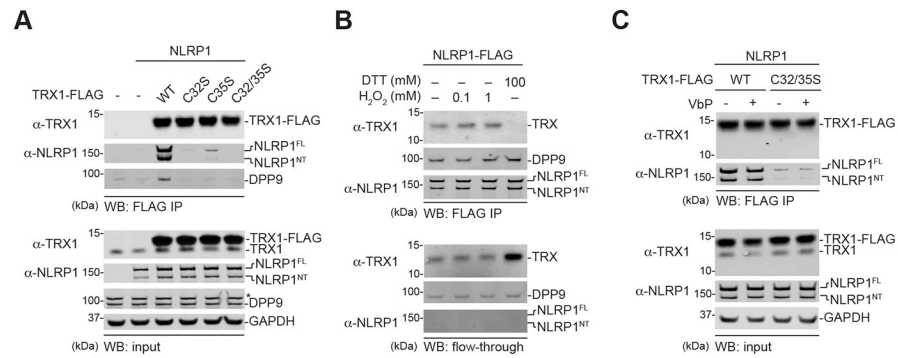 A
NLRP1
TRX1-FLAG - - WT C32S C35S C32/35S
α-TRX1 15 10 TRX1-FLAG
α-NLRP1 150 NLRP1FL NLRP1NT
100 DPP9
(kDa) WB: FLAG IP
α-TRX1 15 10 TRX1-FLAG TRX1
α-NLRP1 150 NLRP1FL NLRP1NT
100 * DPP9
37 GAPDH
(kDa) WB: input
B
NLRP1-FLAG
DTT (mM) – – – 100
H2O2 (mM) – 0.1 1 –
α-TRX1 15 10 TRX
100 DPP9
α-NLRP1 150 NLRP1FL NLRP1NT
(kDa) WB: FLAG IP
α-TRX1 15 10 TRX
100 DPP9
α-NLRP1 150 NLRP1FL NLRP1NT
(kDa) WB: flow-through
C
NLRP1
TRX1-FLAG WT C32/35S
VbP - + - +
α-TRX1 15 10 TRX1-FLAG
α-NLRP1 150 NLRP1FL NLRP1NT
(kDa) WB: FLAG IP
α-TRX1 15 10 TRX1-FLAG TRX1
α-NLRP1 150 NLRP1FL NLRP1NT
37 GAPDH
(kDa) WB: input